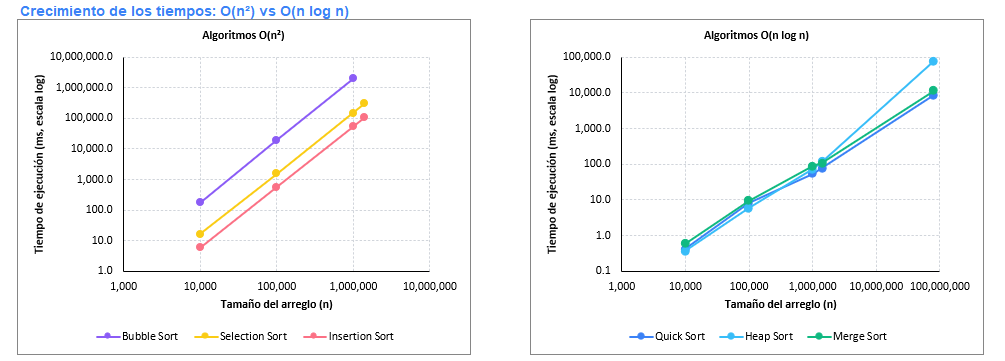 Crecimiento de los tiempos: O(n²) vs O(n log n)
Algoritmos O(n²)
Tiempo de ejecución (ms, escala log)
10,000,000.0
1,000,000.0
100,000.0
10,000.0
1,000.0
100.0
10.0
1.0
1,000
10,000
100,000
1,000,000
10,000,000
Tamaño del arreglo (n)
Bubble Sort
Selection Sort
Insertion Sort
Algoritmos O(n log n)
Tiempo de ejecución (ms, escala log)
100,000.0
10,000.0
1,000.0
100.0
10.0
1.0
0.1
1,000
10,000
100,000
1,000,000
10,000,000
100,000,000
Tamaño del arreglo (n)
Quick Sort
Heap Sort
Merge Sort